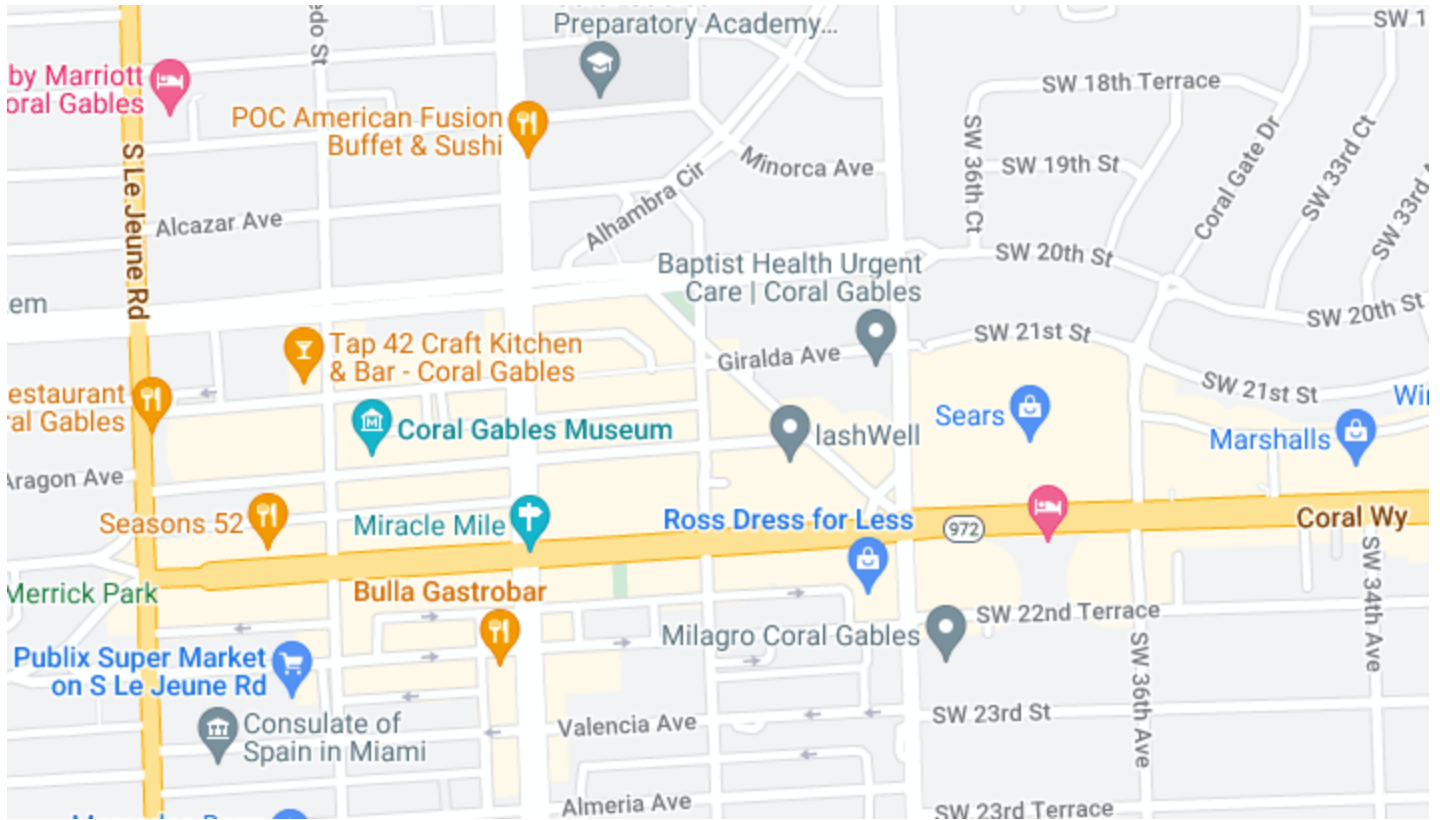 Preparatory Academy...
SW 1
edo St
by Marriott
oral Gables
SW 18th Terrace
POC American Fusion
Buffet & Sushi
S Le Jeune Rd
Minorca Ave
SW 36th Ct
SW 19th St
Coral Gate Dr
SW 33rd Ct
SW 33rd
Alhambra Cir
Alcazar Ave
SW 20th St
Baptist Health Urgent
Care | Coral Gables
em
SW 20th St
SW 21st St
Tap 42 Craft Kitchen
& Bar - Coral Gables
Giralda Ave
SW 21st St
estaurant
ral Gables
Sears
Coral Gables Museum
lashWell
Marshalls
Aragon Ave
Seasons 52
Miracle Mile
Ross Dress for Less
972
Coral Wy
Merrick Park
Bulla Gastrobar
SW 34th Ave
SW 22nd Terrace
Milagro Coral Gables
SW 36th Ave
Publix Super Market
on S Le Jeune Rd
Consulate of
Spain in Miami
Valencia Ave
SW 23rd St
Almeria Ave
SW 23rd Terrace